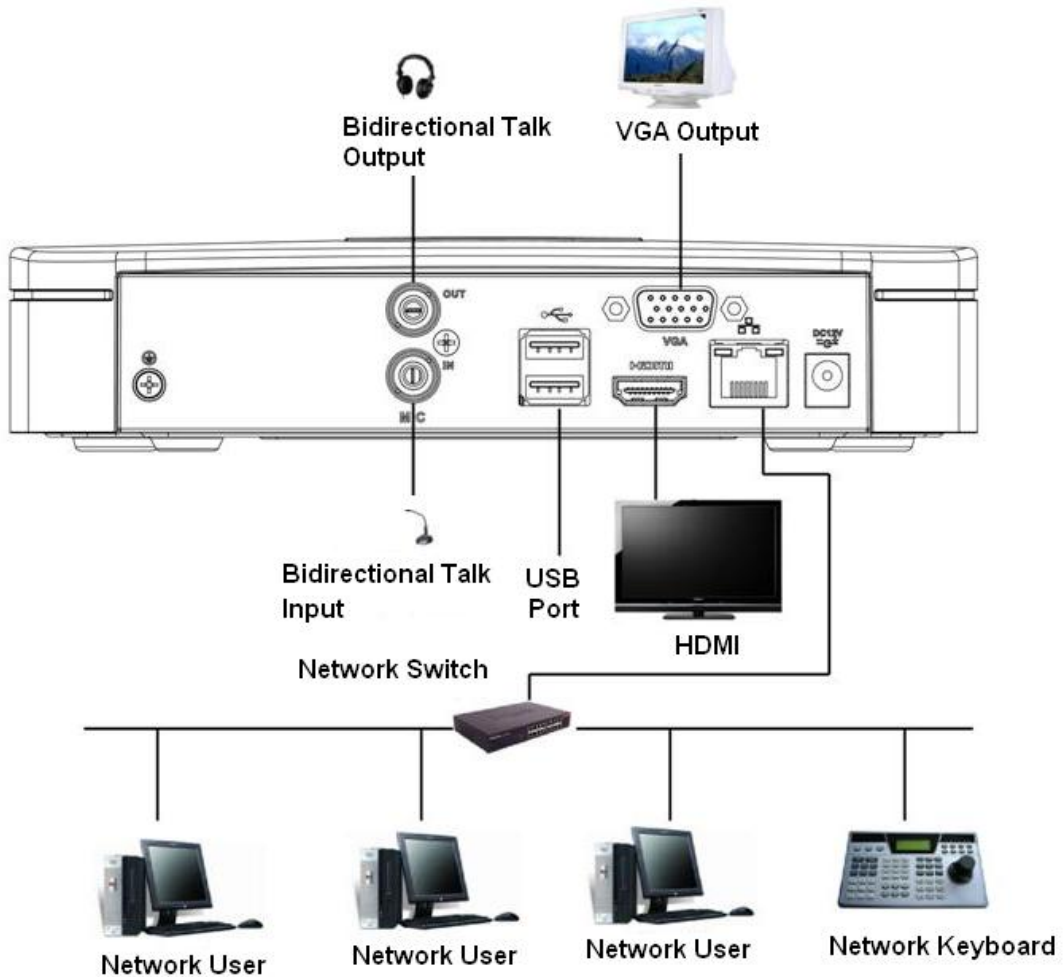 Bidirectional Talk
Output
VGA Output
OUT
IN
MIC
VGA
HDMI
DC12V
Bidirectional Talk
Input
USB
Port
HDMI
Network Switch
Network User
Network User
Network User
Network Keyboard